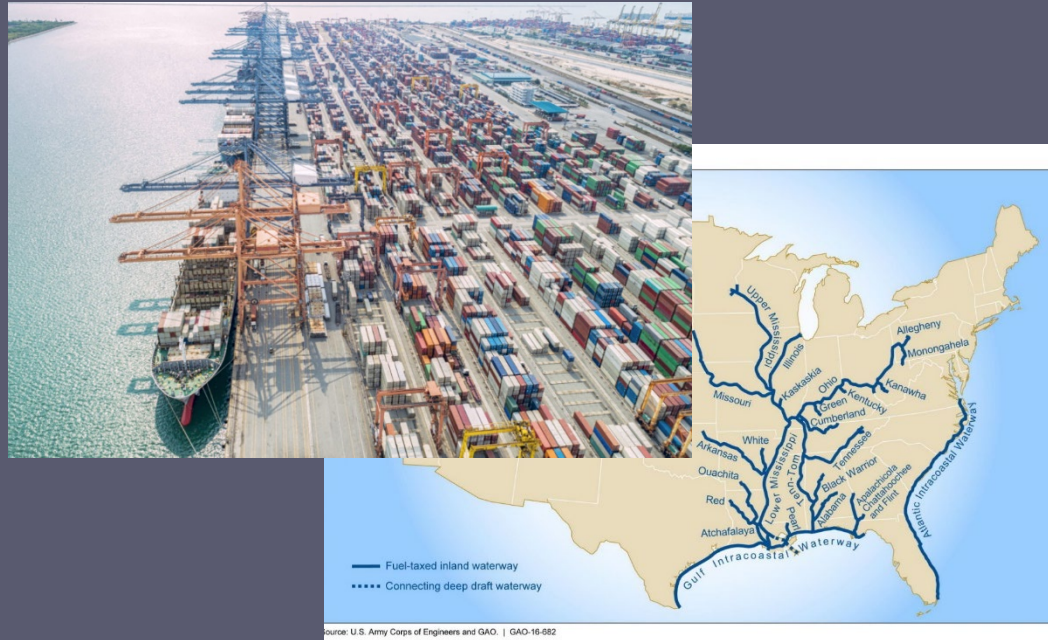 Upper Mississippi
Illinois
Allegheny
Monongahela
Missouri
Kaskaskia
Ohio
Kanawha
Kentucky
Green
Cumberland
White
Arkansas
Tennessee
Lower Mississippi
Tenn-Tom
Ouachita
Black Warrior
Red
Pearl
Alabama
Apalachicola
Chattahoochee
and Flint
Atlantic Intracoastal Waterway
Atchafalaya
Gulf Intracoastal Waterway
Fuel-taxed inland waterway
Connecting deep draft waterway
Source: U.S. Army Corps of Engineers and GAO. | GAO-16-682